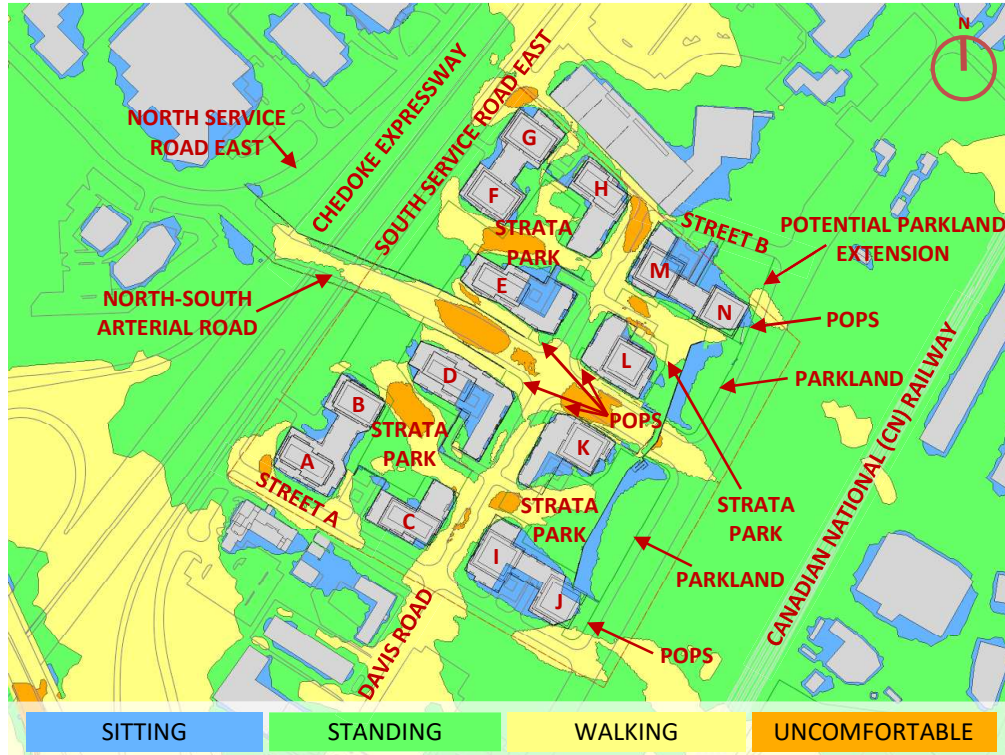 N
NORTH SERVICE
ROAD EAST
CHEDOKE EXPRESSWAY
SOUTH SERVICE ROAD EAST
G
F
H
STRATA
PARK
STREET B
POTENTIAL PARKLAND
EXTENSION
M
E
N
NORTH-SOUTH
ARTERIAL ROAD
POPS
L
D
PARKLAND
B
POPS
STRATA
PARK
K
A
STREET A
C
STRATA
PARK
STRATA
PARK
I
PARKLAND
J
CANADIAN NATIONAL (CN) RAILWAY
DAVIS ROAD
POPS
SITTING
STANDING
WALKING
UNCOMFORTABLE